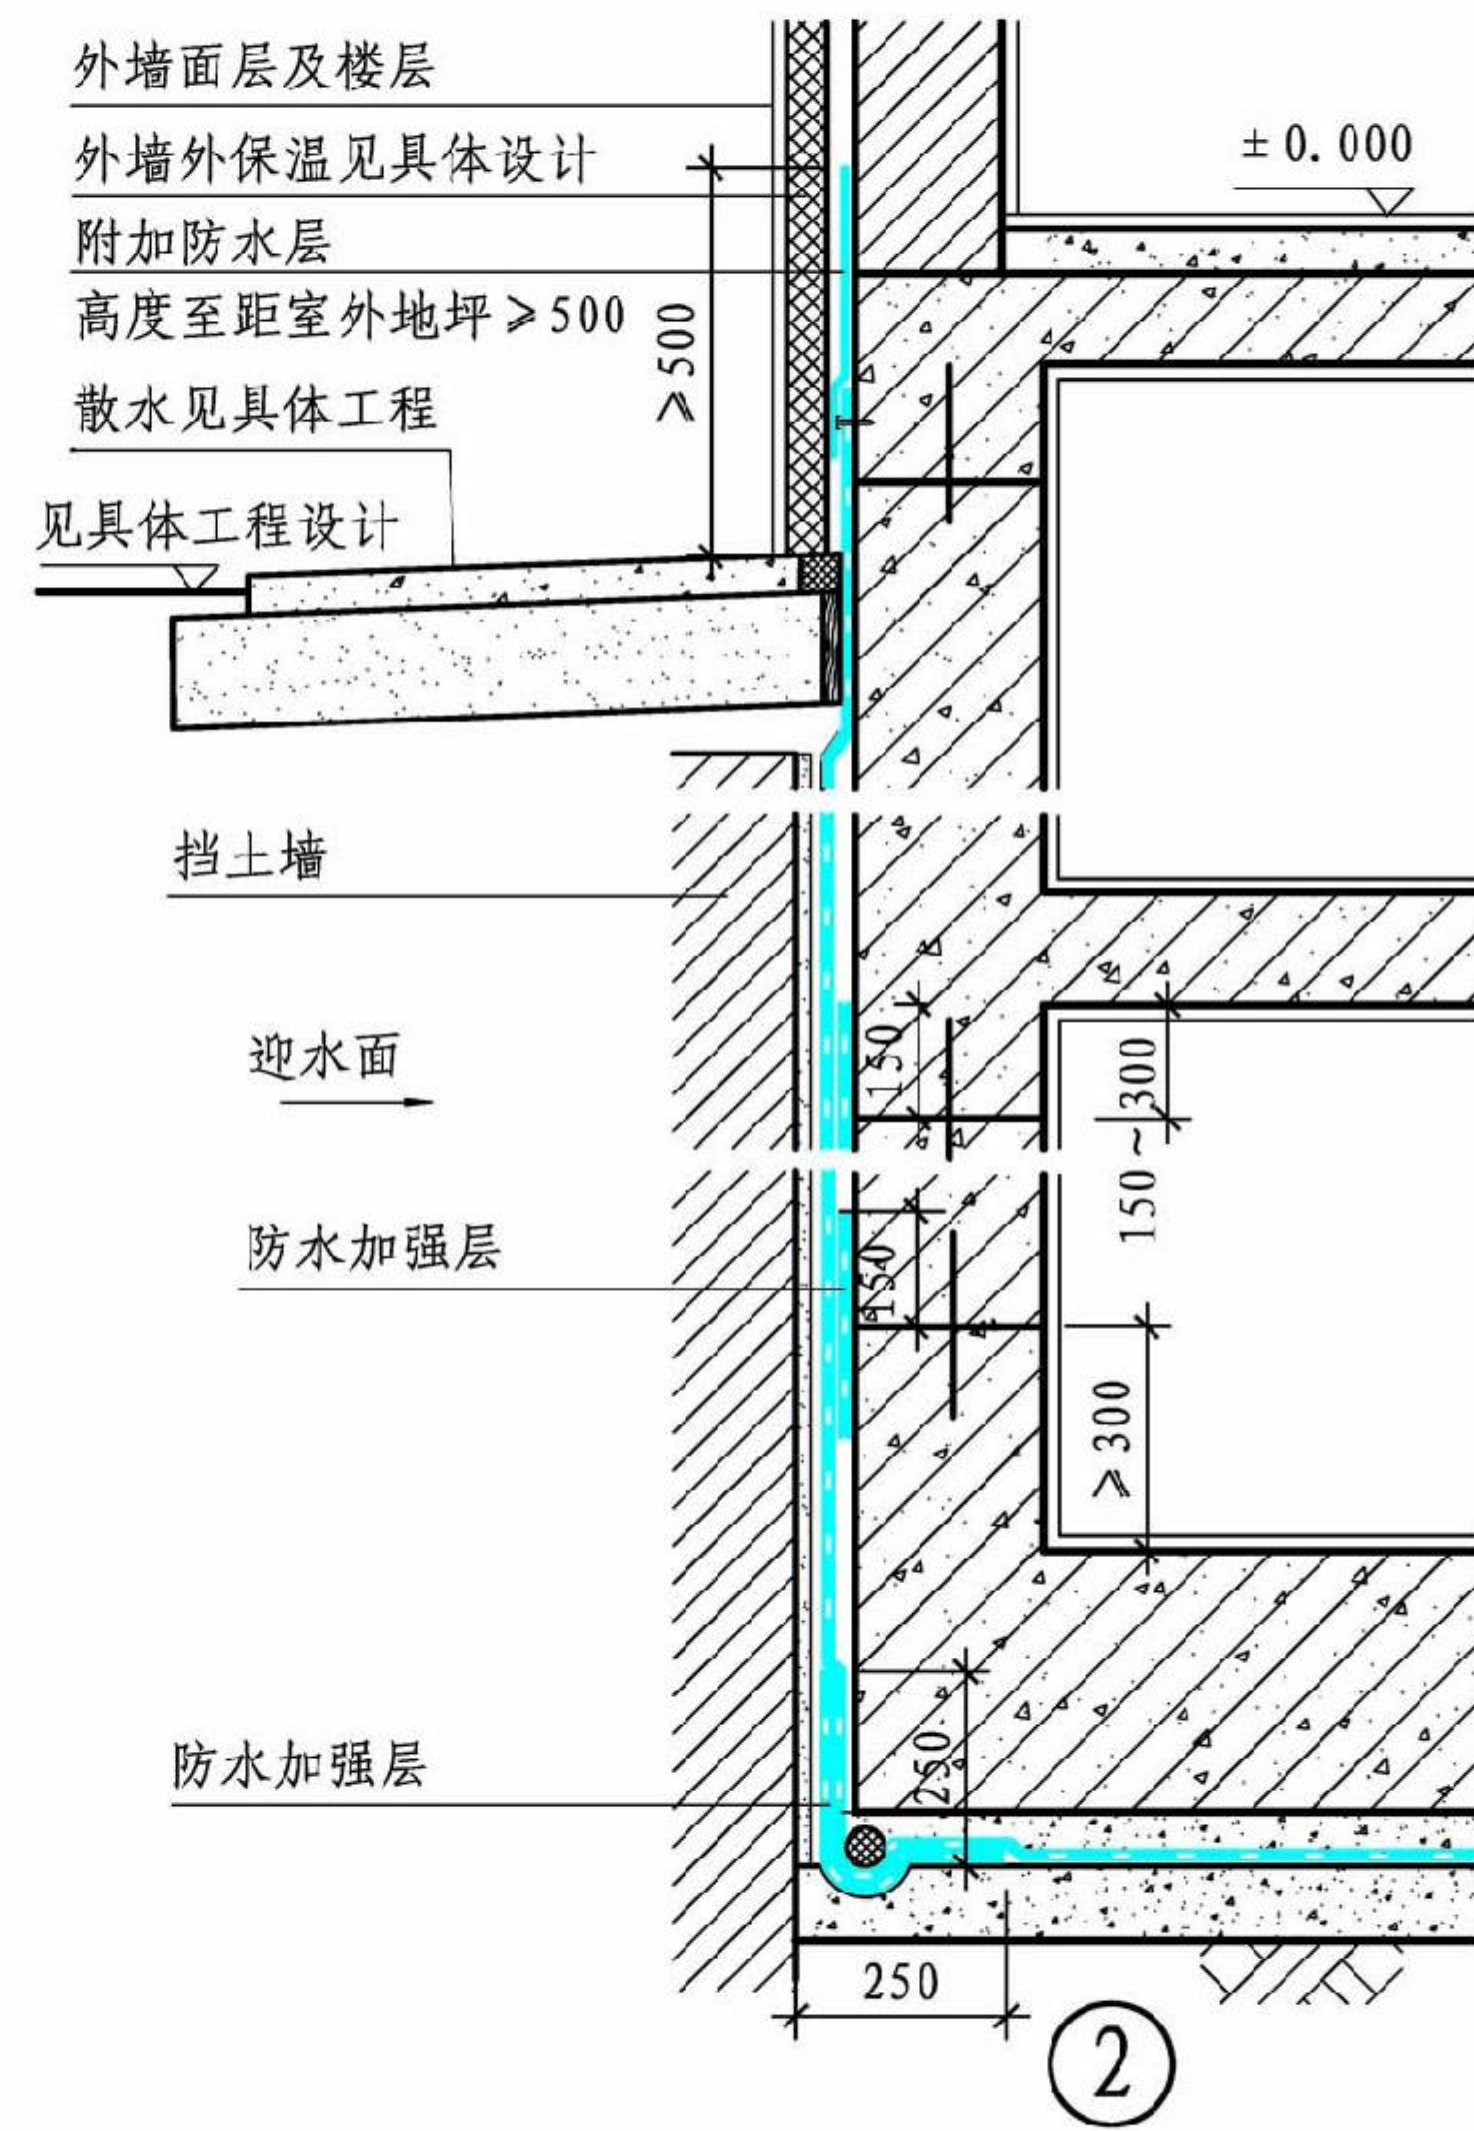 外墙面层及楼层
外墙外保温见具体设计
附加防水层
高度至距室外地坪≥500
散水见具体工程
见具体工程设计
±0.000
≥500
挡土墙
迎水面
150
150~300
防水加强层
150
≥300
防水加强层
250
250
2